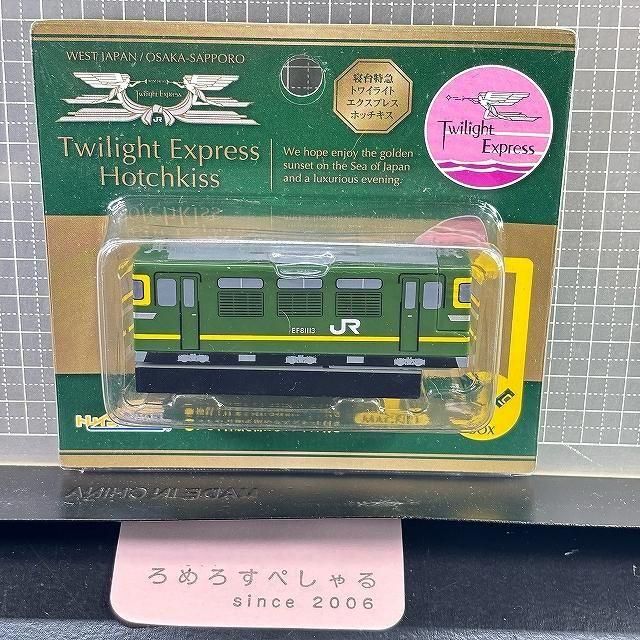 WEST JAPAN / OSAKA-SAPPORO
Twilight Express
JR
Twilight Express
Hotchkiss
寝台特急
トワイライト
エクスプレス
ホッチキス
We hope enjoy the golden
sunset on the Sea of Japan
and a luxurious evening.
Twilight
Express
EF81113
JR
MADE IN CHINA
ろめろすぺしゃる
since 2006